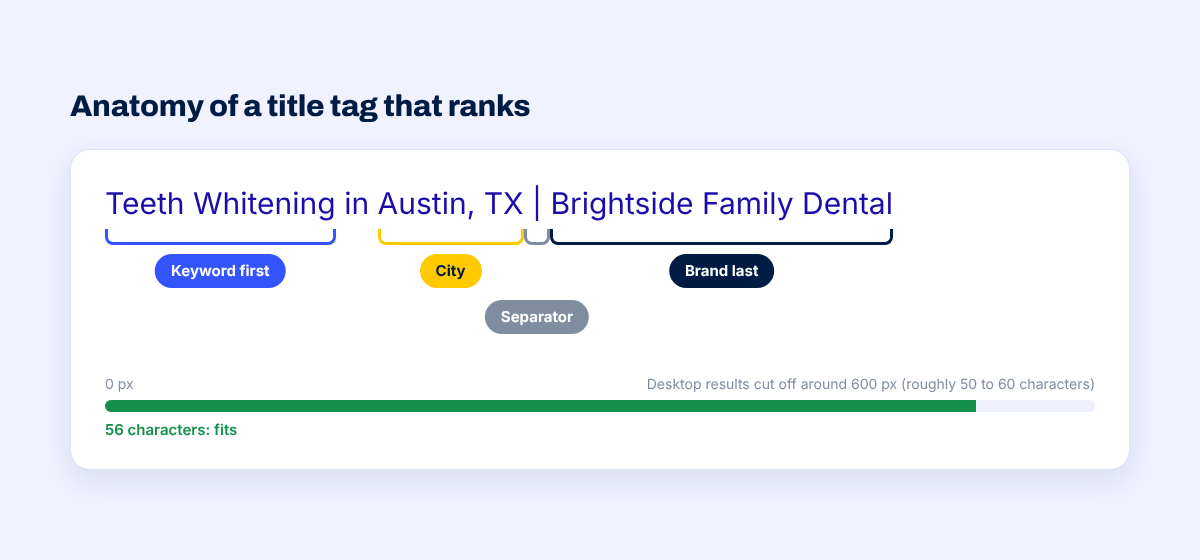 Anatomy of a title tag that ranks
Teeth Whitening in Austin, TX | Brightside Family Dental
Keyword first
City
Brand last
Separator
0 px
Desktop results cut off around 600 px (roughly 50 to 60 characters)
56 characters: fits